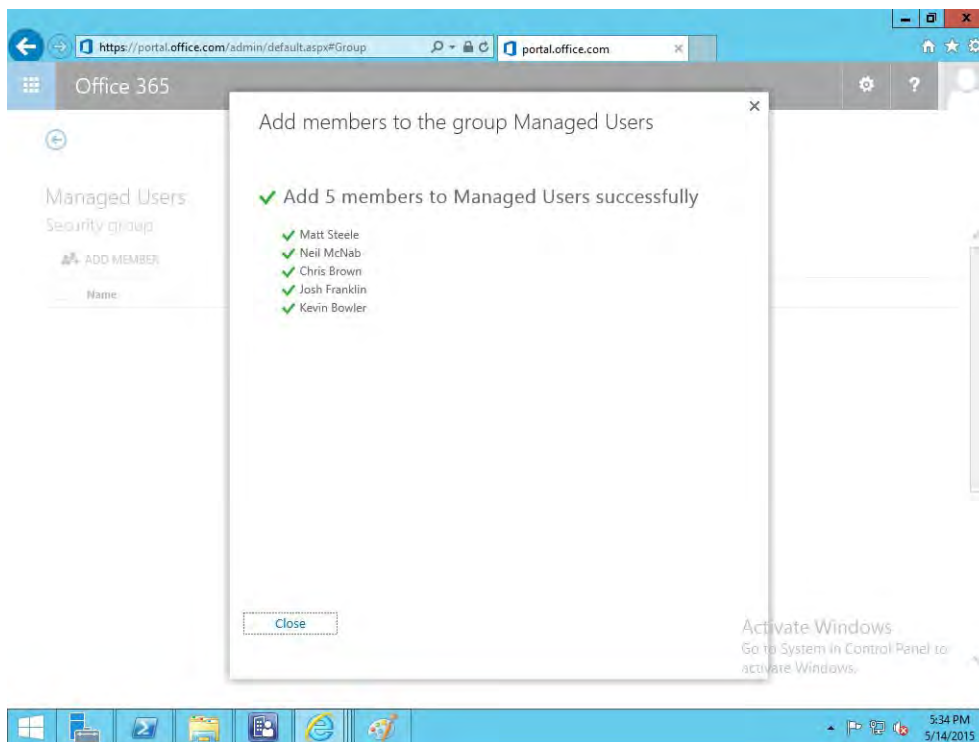 https://portal.office.com/admin/default.aspx#Group
portal.office.com
Office 365
?
Add members to the group Managed Users
Managed Users
Security group
ADD MEMBER
Name
Add 5 members to Managed Users successfully
Matt Steele
Neil McNab
Chris Brown
Josh Franklin
Kevin Bowler
Close
Activate Windows
Go to System in Control Panel to
activate Windows.
5:34 PM
5/14/2015